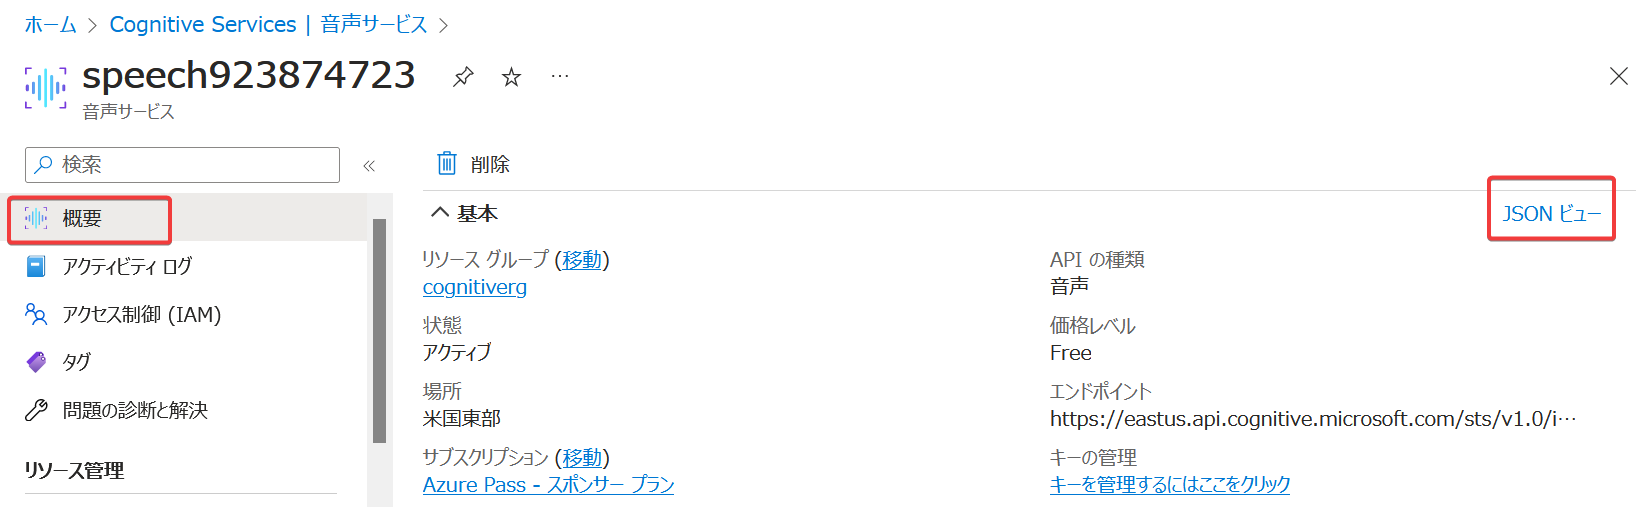 ホーム > Cognitive Services | 音声サービス >
speech923874723 ···
音声サービス
検索 «
概要
アクティビティ ログ
アクセス制御 (IAM)
タグ
問題の診断と解決
リソース管理
削除
基本
JSON ビュー
リソース グループ (移動)
cognitiverg
状態
アクティブ
場所
米国東部
サブスクリプション (移動)
Azure Pass - スポンサー プラン
API の種類
音声
価格レベル
Free
エンドポイント
https://eastus.api.cognitive.microsoft.com/sts/v1.0/i···
キーの管理
キーを管理するにはここをクリック